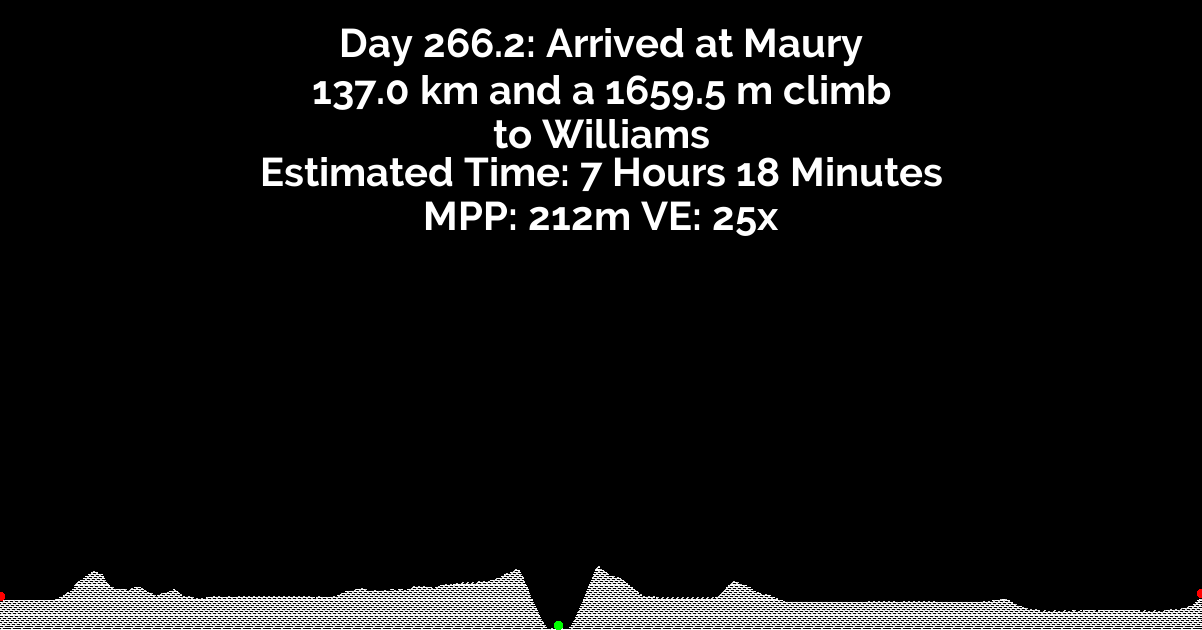 Day 266.2: Arrived at Maury
137.0 km and a 1659.5 m climb
to Williams
Estimated Time: 7 Hours 18 Minutes
MPP: 212m VE: 25x